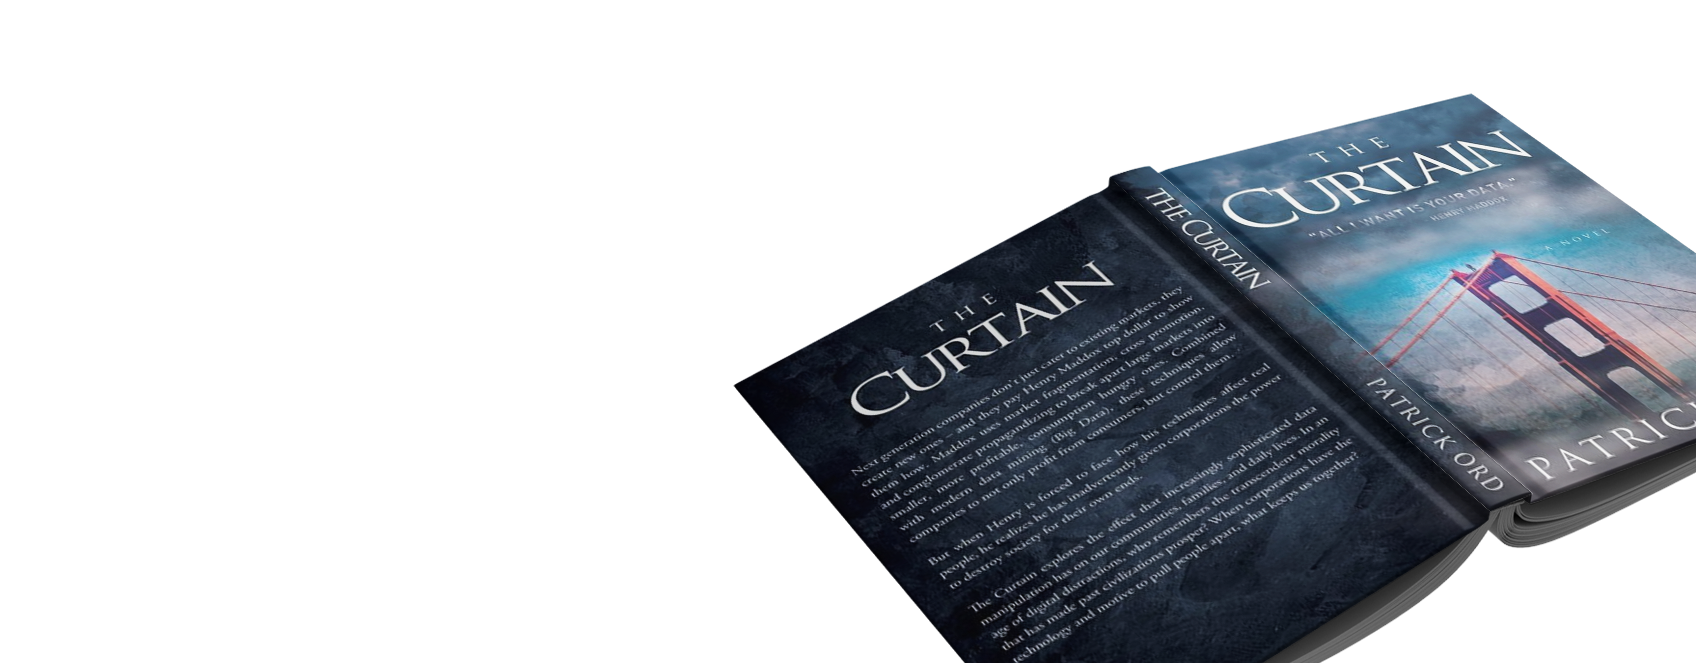 THE
CURTAIN
Next generation companies don't just cater to existing markets, they
create new ones – and they pay Henry Maddox top dollar to show
them how. Maddox uses market fragmentation, cross promotion,
and conglomerate propagandizing to break apart large markets into
smaller, more profitable, consumption hungry ones. Combined
with modern data mining (Big Data), these techniques allow
companies to not only profit from consumers, but control them.
But when Henry is forced to face how his techniques affect real
people, he realizes he has inadvertently given corporations the power
to destroy society for their own ends.
The Curtain explores the effect that increasingly sophisticated data
manipulation has on our communities, families, and daily lives. In an
age of digital distractions, who remembers the transcendent morality
that has made past civilizations prosper? When corporations have the
technology and motive to pull people apart, what keeps us together?
THE CURTAIN
PATRICK ORD
THE
CURTAIN
"ALL I WANT IS YOUR DATA."
HENRY MADDOX
A NOVEL
PATRIC